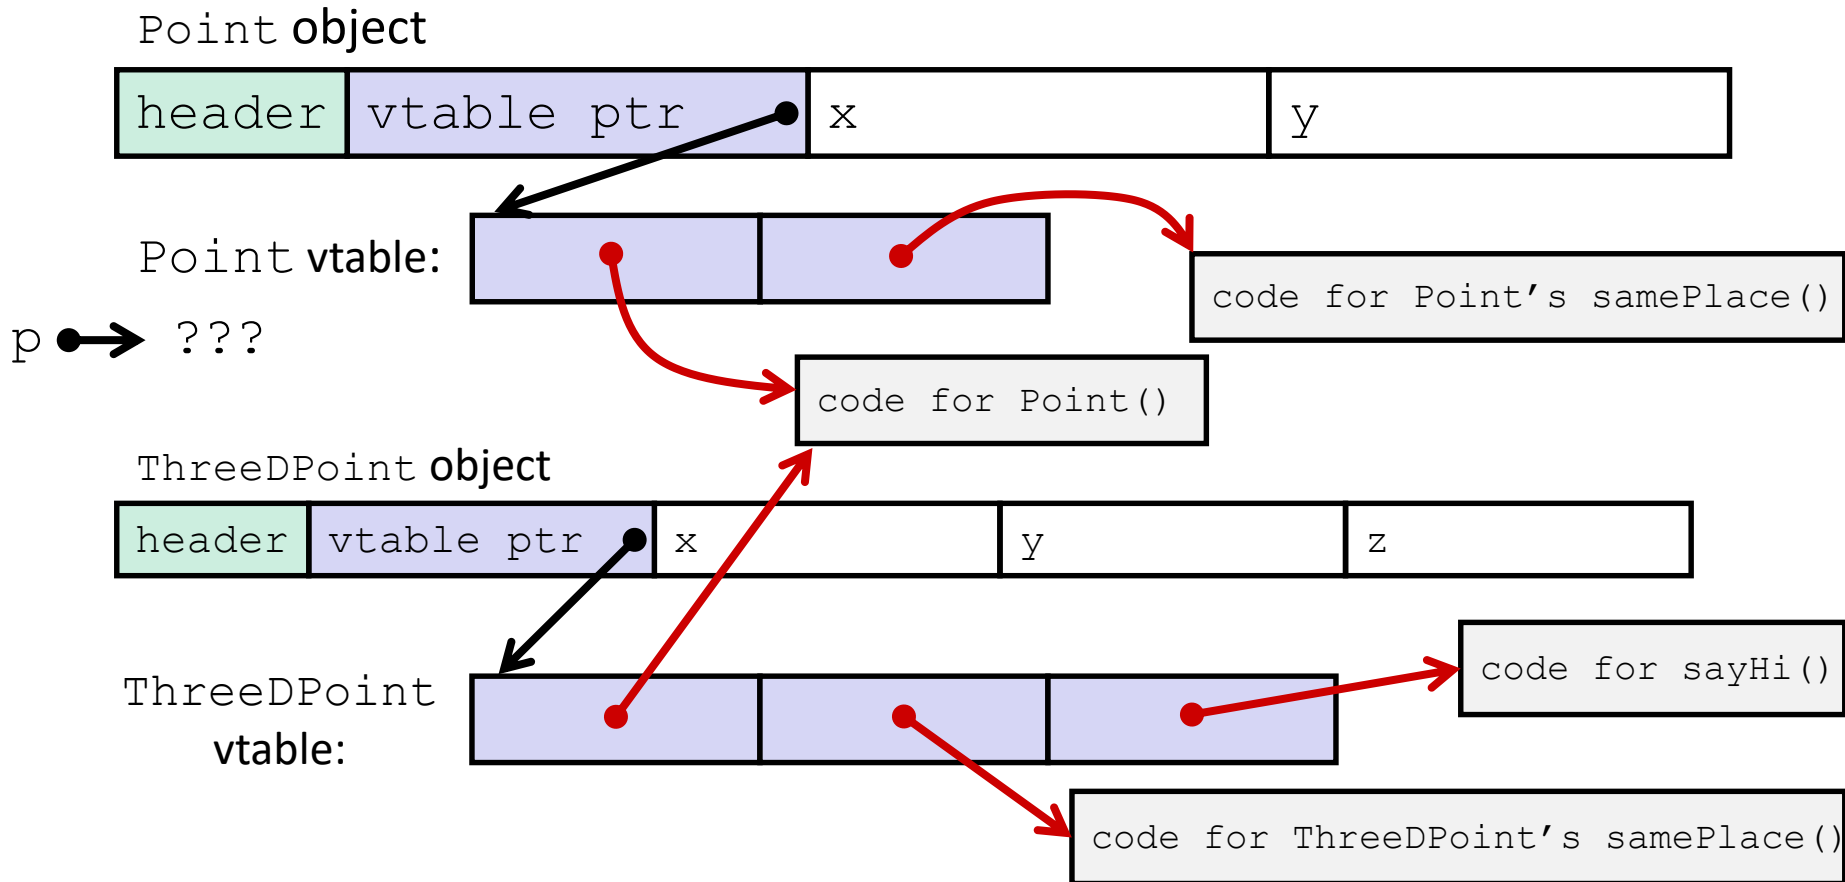 Point object
header vtable ptr x y
Point vtable:
code for Point’s samePlace()
p ???
code for Point()
ThreeDPoint object
header vtable ptr x y z
code for sayHi()
ThreeDPoint
vtable:
code for ThreeDPoint’s samePlace()